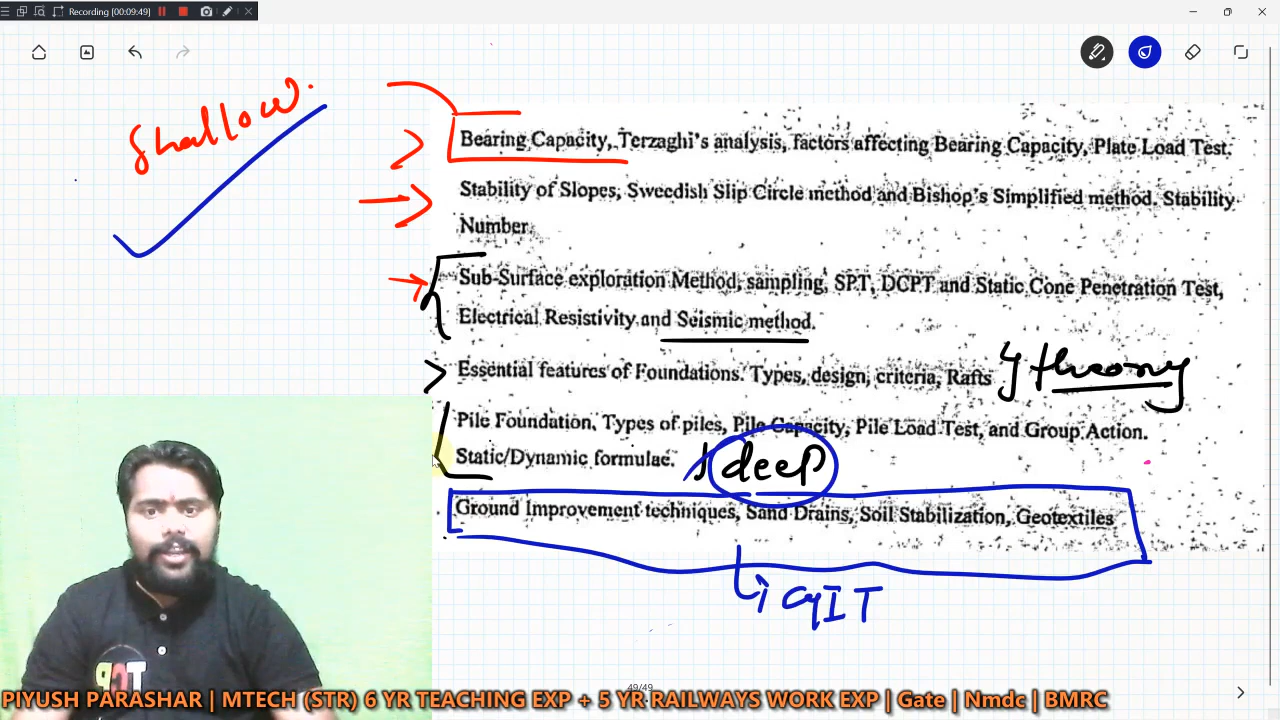 Recording [00:09:49]
Shallow.
Bearing Capacity, Terzaghi's analysis, factors affecting Bearing Capacity, Plate Load Test.
Stability of Slopes, Sweedish Slip Circle method and Bishop's Simplified method. Stability
Number.
Sub-Surface exploration Method, sampling, SPT, DCPT and Static Cone Penetration Test,
Electrical Resistivity and Seismic method.
Essential features of Foundations. Types, design, criteria, Rafts
theory
Pile Foundation, Types of piles, Pile Capacity, Pile Load Test, and Group Action.
Static/Dynamic formulae.
deep
Ground Improvement techniques, Sand Drains, Soil Stabilization, Geotextiles
GIT
TCP
49/49
PIYUSH PARASHAR | MTECH (STR) 6 YR TEACHING EXP + 5 YR RAILWAYS WORK EXP | Gate | Nmdc | BMRC